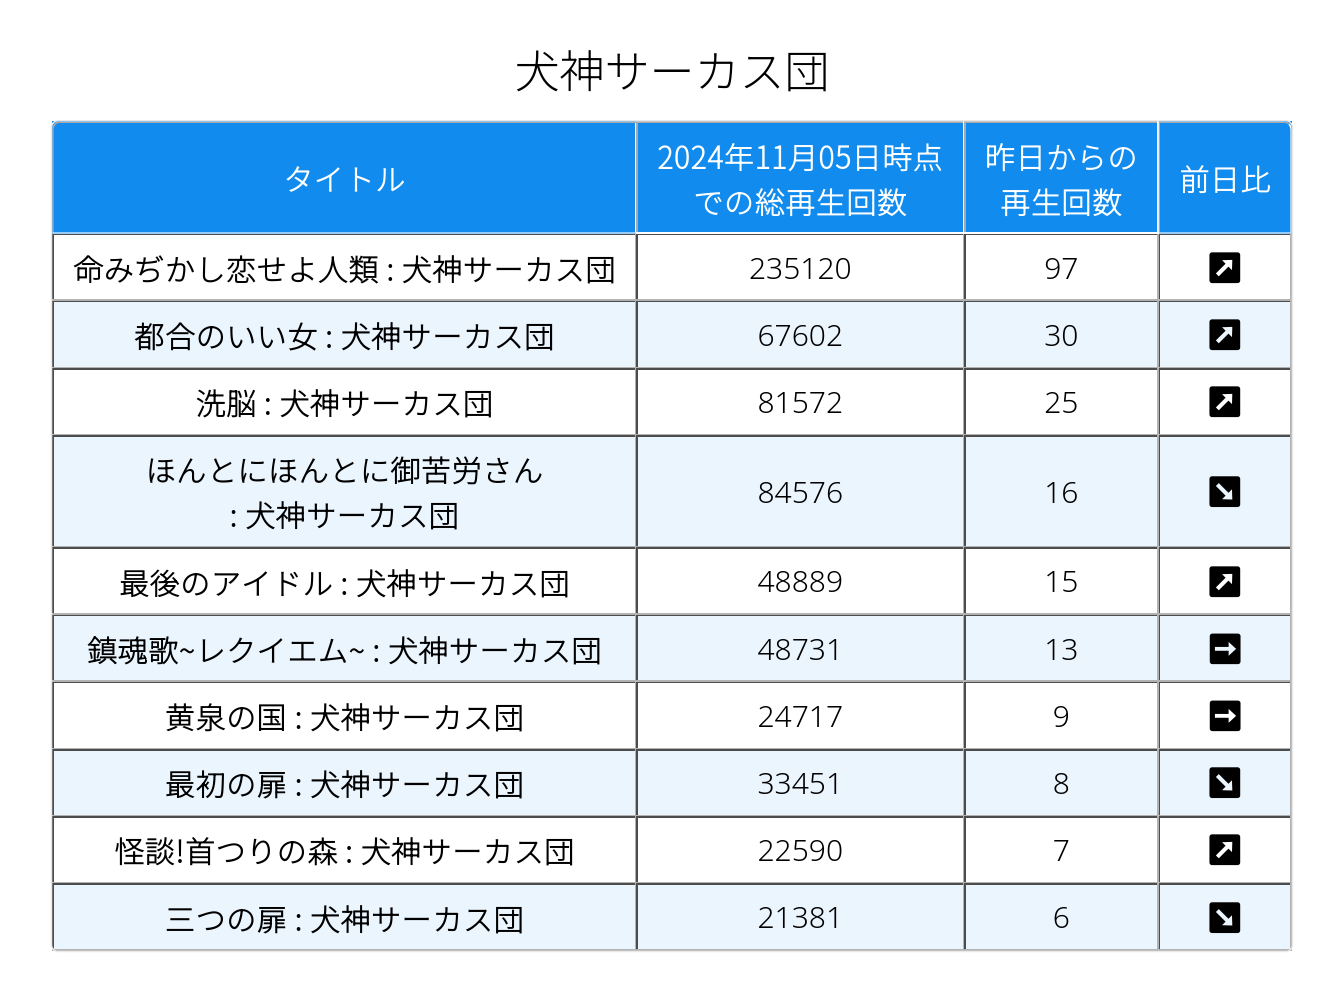 犬神サーカス団
タイトル
2024年11月05日時点
での総再生回数
昨日からの
再生回数
前日比
命みぢかし恋せよ人類 : 犬神サーカス団 235120 97 ↗
都合のいい女 : 犬神サーカス団 67602 30 ↗
洗脳 : 犬神サーカス団 81572 25 ↗
ほんとにほんとに御苦労さん
: 犬神サーカス団 84576 16 ↘
最後のアイドル : 犬神サーカス団 48889 15 ↗
鎮魂歌~レクイエム~ : 犬神サーカス団 48731 13 →
黄泉の国 : 犬神サーカス団 24717 9 →
最初の扉 : 犬神サーカス団 33451 8 ↘
怪談!首つりの森 : 犬神サーカス団 22590 7 ↗
三つの扉 : 犬神サーカス団 21381 6 ↘